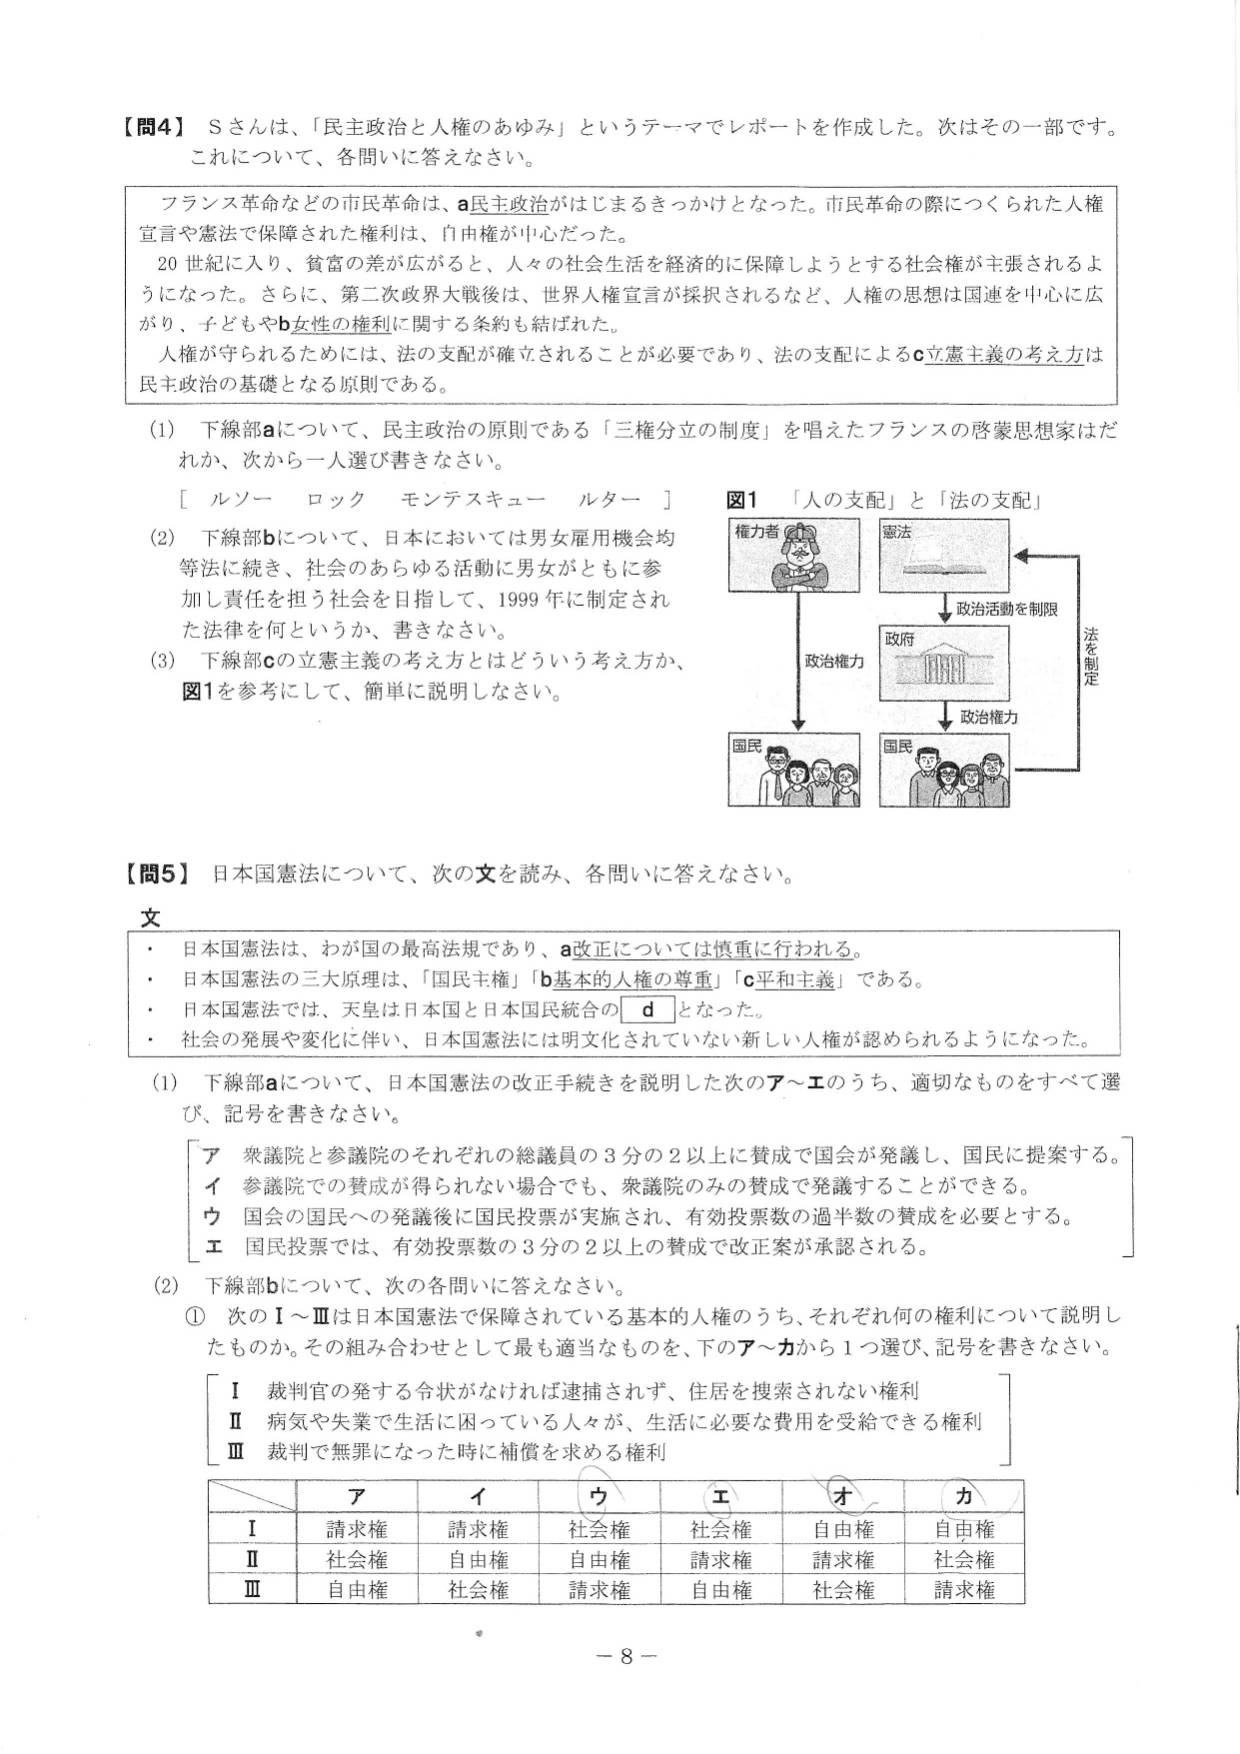 【問4】 Sさんは、「民主政治と人権のあゆみ」というテーマでレポートを作成した。次はその一部です。
これについて、各問いに答えなさい。
フランス革命などの市民革命は、a民主政治がはじまるきっかけとなった。市民革命の際につくられた人権
宣言や憲法で保障された権利は、自由権が中心だった。
20世紀に入り、貧富の差が広がると、人々の社会生活を経済的に保障しようとする社会権が主張されるよ
うになった。さらに、第二次政界大戦後は、世界人権宣言が採択されるなど、人権の思想は国連を中心に広
がり、子どもやb女性の権利に関する条約も結ばれた。
人権が守られるためには、法の支配が確立されることが必要であり、法の支配によるc立憲主義の考え方は
民主政治の基礎となる原則である。
(1) 下線部aについて、民主政治の原則である「三権分立の制度」を唱えたフランスの啓蒙思想家はだ
れか、次から一人選び書きなさい。
[ ルソー ロック モンテスキュー ルター ]
(2) 下線部bについて、日本においては男女雇用機会均
等法に続き、社会のあらゆる活動に男女がともに参
加し責任を担う社会を目指して、1999年に制定され
た法律を何というか、書きなさい。
(3) 下線部cの立憲主義の考え方とはどういう考え方か、
図1を参考にして、簡単に説明しなさい。
図1 「人の支配」と「法の支配」
権力者
憲法
政治活動を制限
政府
政治権力
法を制定
政治権力
国民
国民
【問5】 日本国憲法について、次の文を読み、各問いに答えなさい。
文
・ 日本国憲法は、わが国の最高法規であり、a改正については慎重に行われる。
・ 日本国憲法の三大原理は、「国民主権」「b基本的人権の尊重」「c平和主義」である。
・ 日本国憲法では、天皇は日本国と日本国民統合の d となった。
・ 社会の発展や変化に伴い、日本国憲法には明文化されていない新しい人権が認められるようになった。
(1) 下線部aについて、日本国憲法の改正手続きを説明した次のア～エのうち、適切なものをすべて選
び、記号を書きなさい。
ア 衆議院と参議院のそれぞれの総議員の3分の2以上に賛成で国会が発議し、国民に提案する。
イ 参議院での賛成が得られない場合でも、衆議院のみの賛成で発議することができる。
ウ 国会の国民への発議後に国民投票が実施され、有効投票数の過半数の賛成を必要とする。
エ 国民投票では、有効投票数の3分の2以上の賛成で改正案が承認される。
(2) 下線部bについて、次の各問いに答えなさい。
① 次のⅠ～Ⅲは日本国憲法で保障されている基本的人権のうち、それぞれ何の権利について説明し
たものか。その組み合わせとして最も適当なものを、下のア～カから1つ選び、記号を書きなさい。
Ⅰ 裁判官の発する令状がなければ逮捕されず、住居を捜索されない権利
Ⅱ 病気や失業で生活に困っている人々が、生活に必要な費用を受給できる権利
Ⅲ 裁判で無罪になった時に補償を求める権利
ア イ ウ エ オ カ
Ⅰ 請求権 請求権 社会権 社会権 自由権 自由権
Ⅱ 社会権 自由権 自由権 請求権 請求権 社会権
Ⅲ 自由権 社会権 請求権 自由権 社会権 請求権
－8－